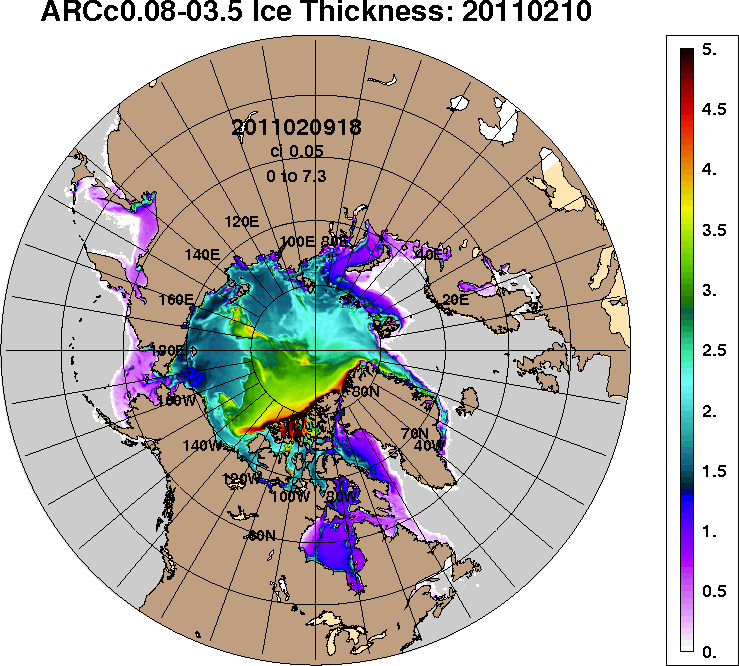 ARCc0.08-03.5 Ice Thickness: 20110210
5.
4.5
4.
3.5
3.
2.5
2.
1.5
1.
0.5
0.
2011020918
ci 0.05
0 to 7.3
120E
100E 80E
140E
40E
160E
20E
180E
160W
80N
70N
140W
40W
120W
100W 80W
60N